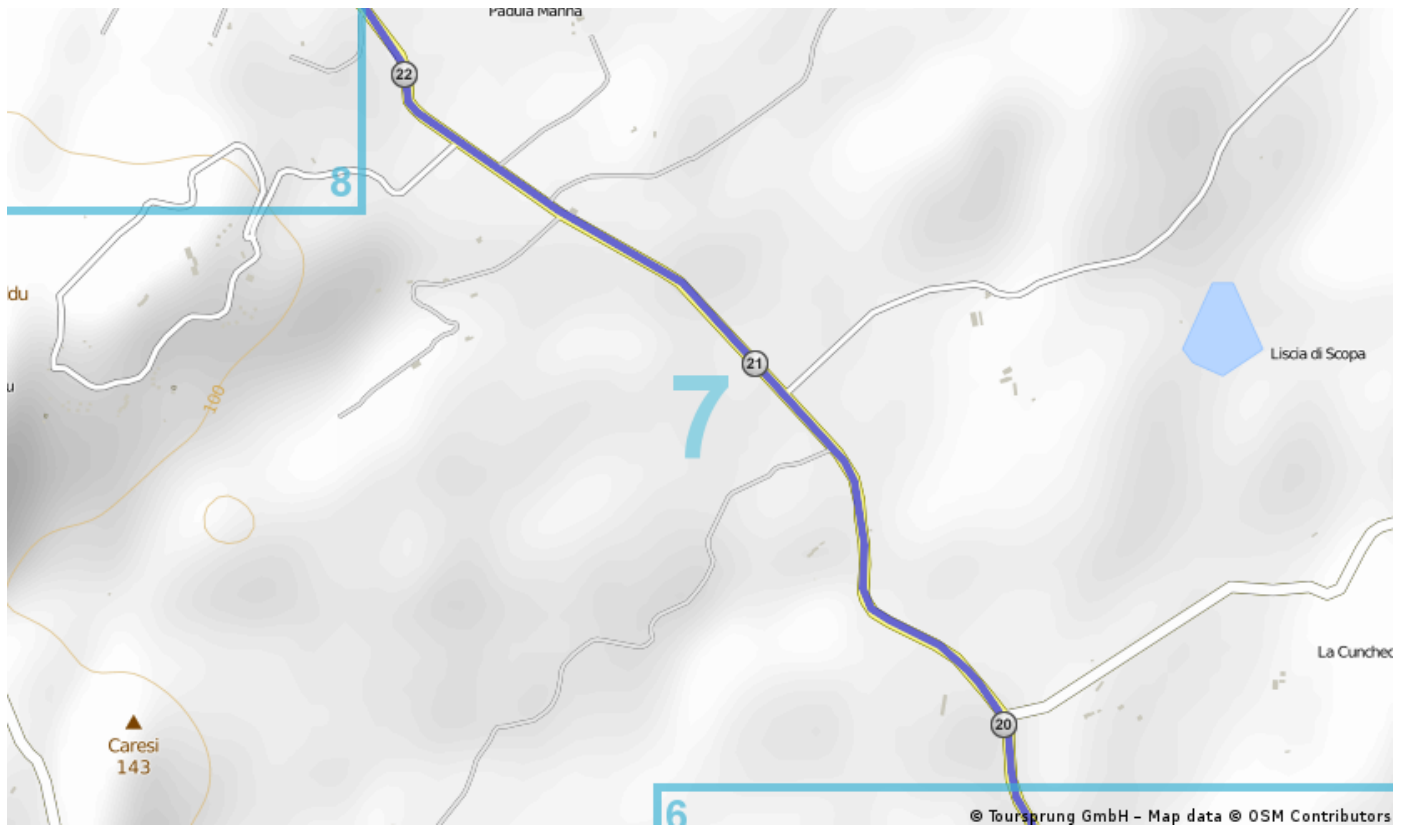 Padula Manna
22
8
du
21
Liscia di Scopa
7
100
u
La Cunched
20
Caresi
143
6
© Toursprung GmbH – Map data © OSM Contributors